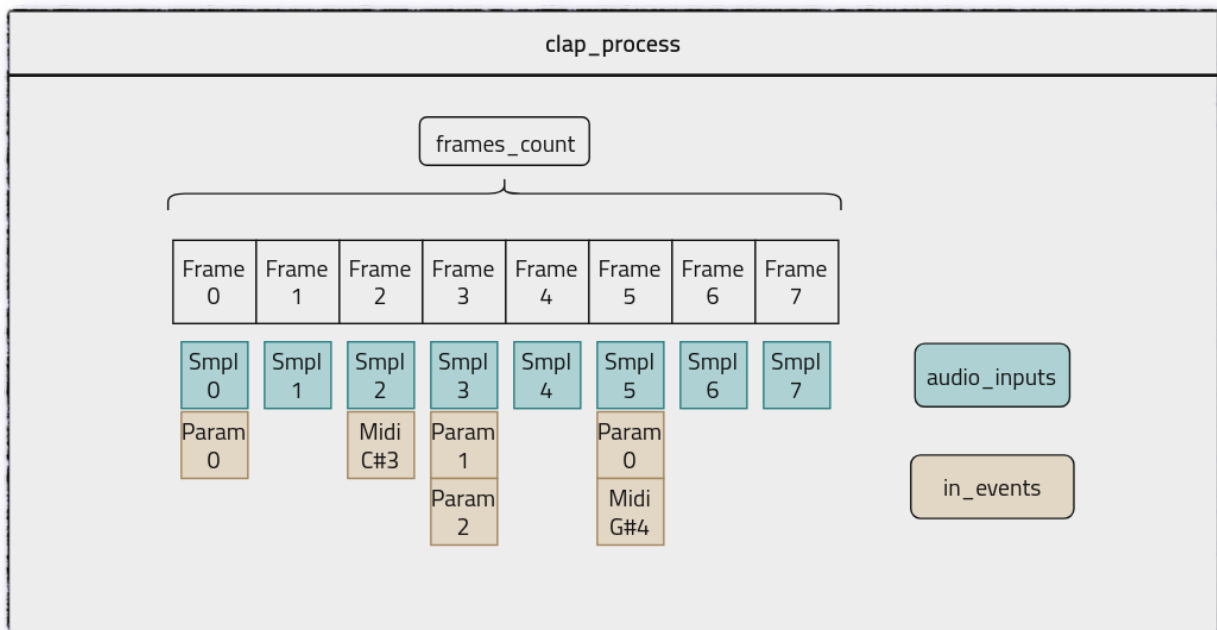 clap_process
frames_count
Frame Frame Frame Frame Frame Frame Frame Frame
0 1 2 3 4 5 6 7
Smpl Smpl Smpl Smpl Smpl Smpl Smpl Smpl
0 1 2 3 4 5 6 7
audio_inputs
Param Midi Param Param
0 C#3 1 0
in_events
Param Midi
2 G#4